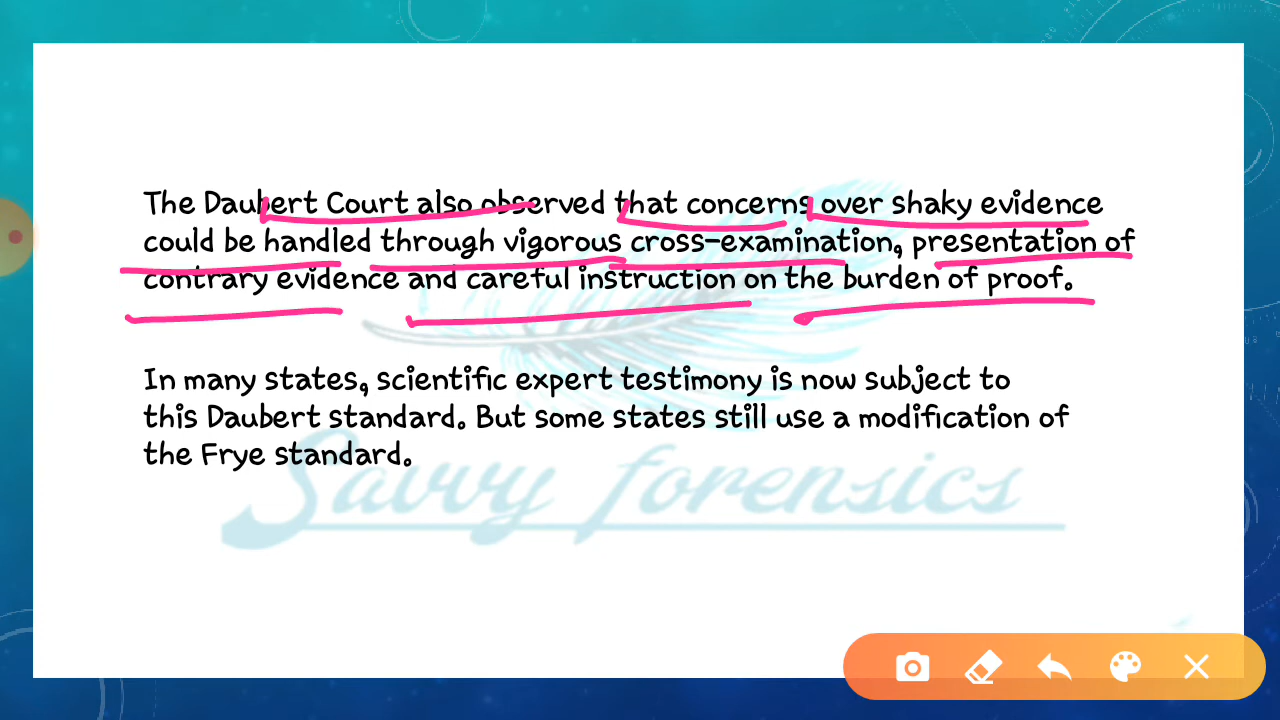 The Daubert Court also observed that concerns over shaky evidence
could be handled through vigorous cross-examination, presentation of
contrary evidence and careful instruction on the burden of proof.
In many states, scientific expert testimony is now subject to
this Daubert standard. But some states still use a modification of
the Frye standard.
Savvy forensics